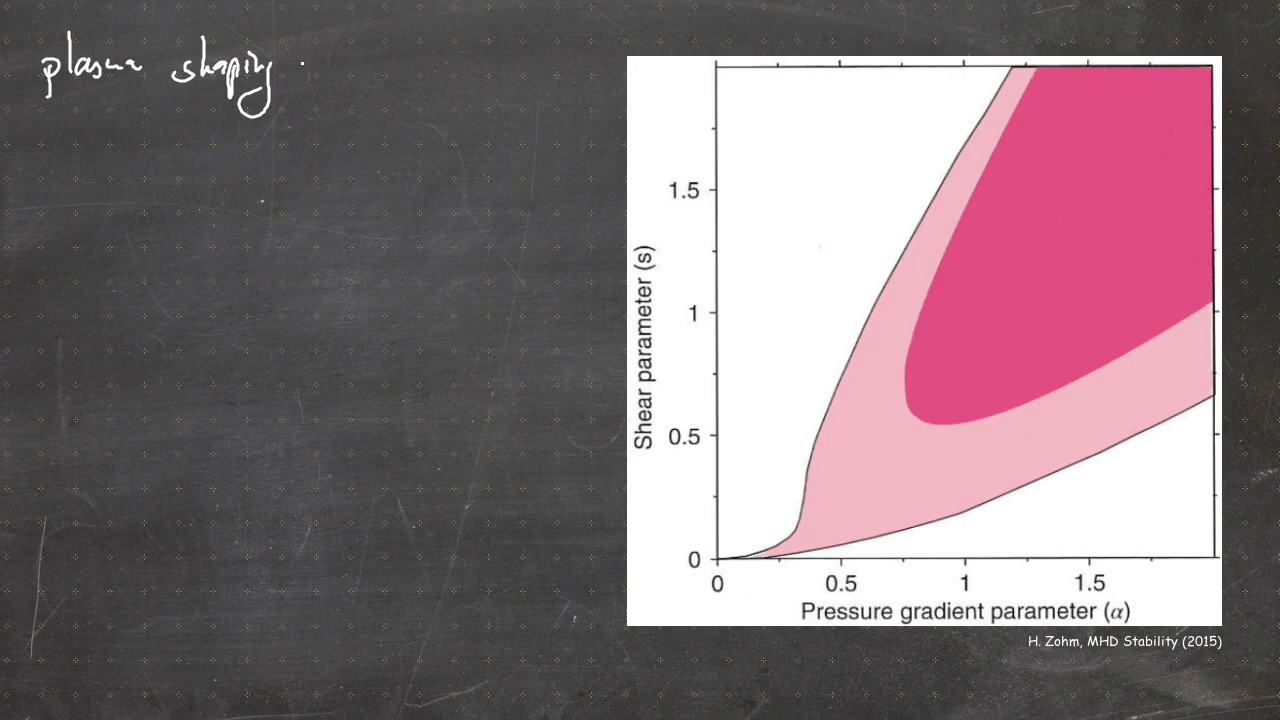 plasma shaping
1.5
1
0.5
0
0 0.5 1 1.5
Shear parameter (s)
Pressure gradient parameter (α)
H. Zohm, MHD Stability (2015)